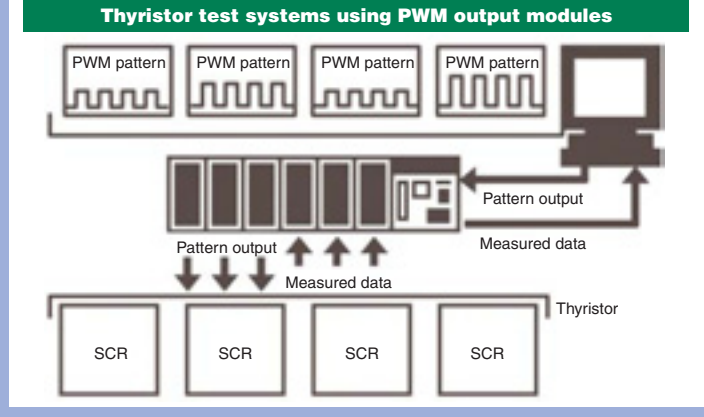 Thyristor test systems using PWM output modules
PWM pattern
PWM pattern
PWM pattern
PWM pattern
Pattern output
Measured data
Pattern output
Measured data
Thyristor
SCR
SCR
SCR
SCR